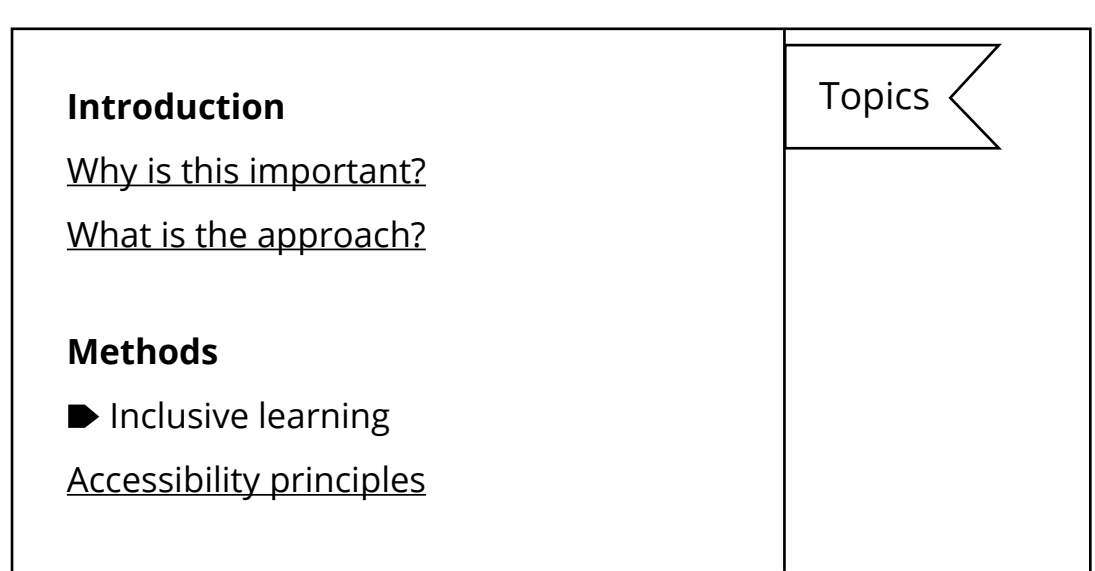 Introduction
Why is this important?
What is the approach?
Methods
Inclusive learning
Accessibility principles
Topics